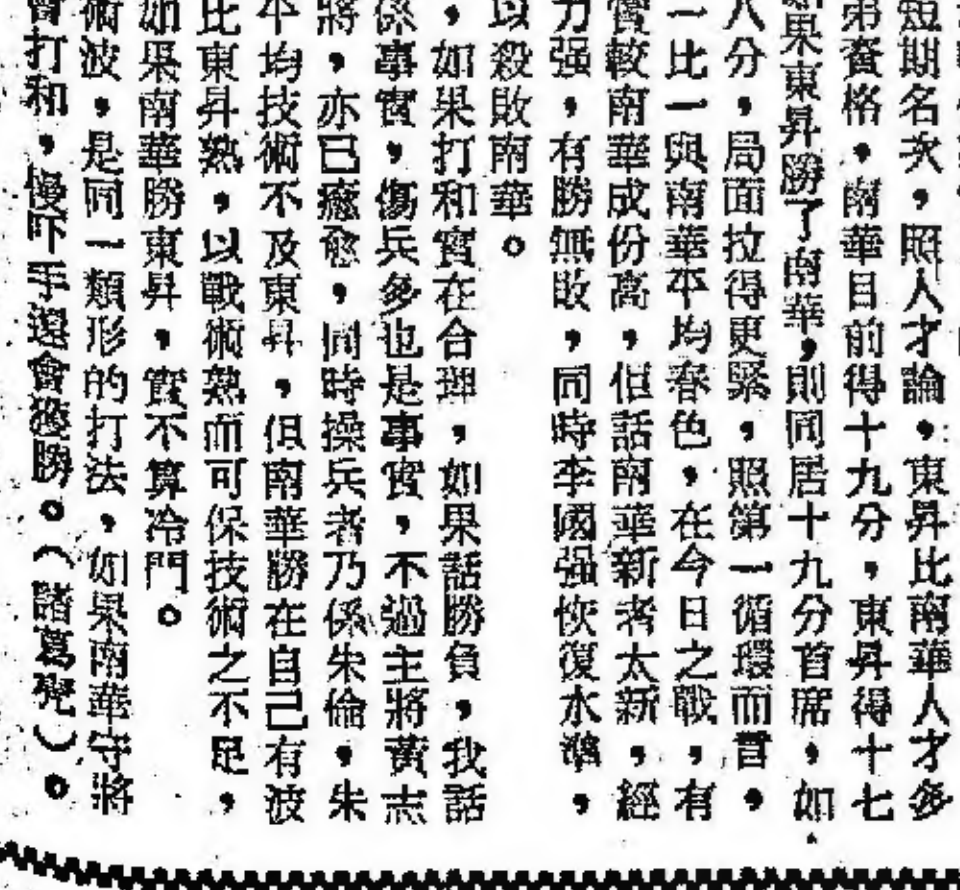 短期名次，照人才論，東昇比南華人才多
弟資格，南華目前得十九分，東昇得十七
如果東昇勝了南華，則同居十九分首席，如
八分，局面拉得更緊，照第一循環而言，
一比一與南華平均春色，在今日之戰，有
實較南華成份高，但話南華新者太新，經
力强，有勝無敗，同時李國强恢復水準，
以殺敗南華。
，如果打和實在合理，如果話勝負，我話
係事實，傷兵多也是事實，不過主將黃志
將，亦已癒愈，同時操兵者乃係朱倫，朱
平均技術不及東昇，但南華勝在自己有波
比東昇熟，以戰術熟而可保技術之不足，
如果南華勝東昇，實不算冷門。
術波，是同一類形的打法，如果南華守將
會打和，慢吓手還會獲勝。（諸葛亮）。